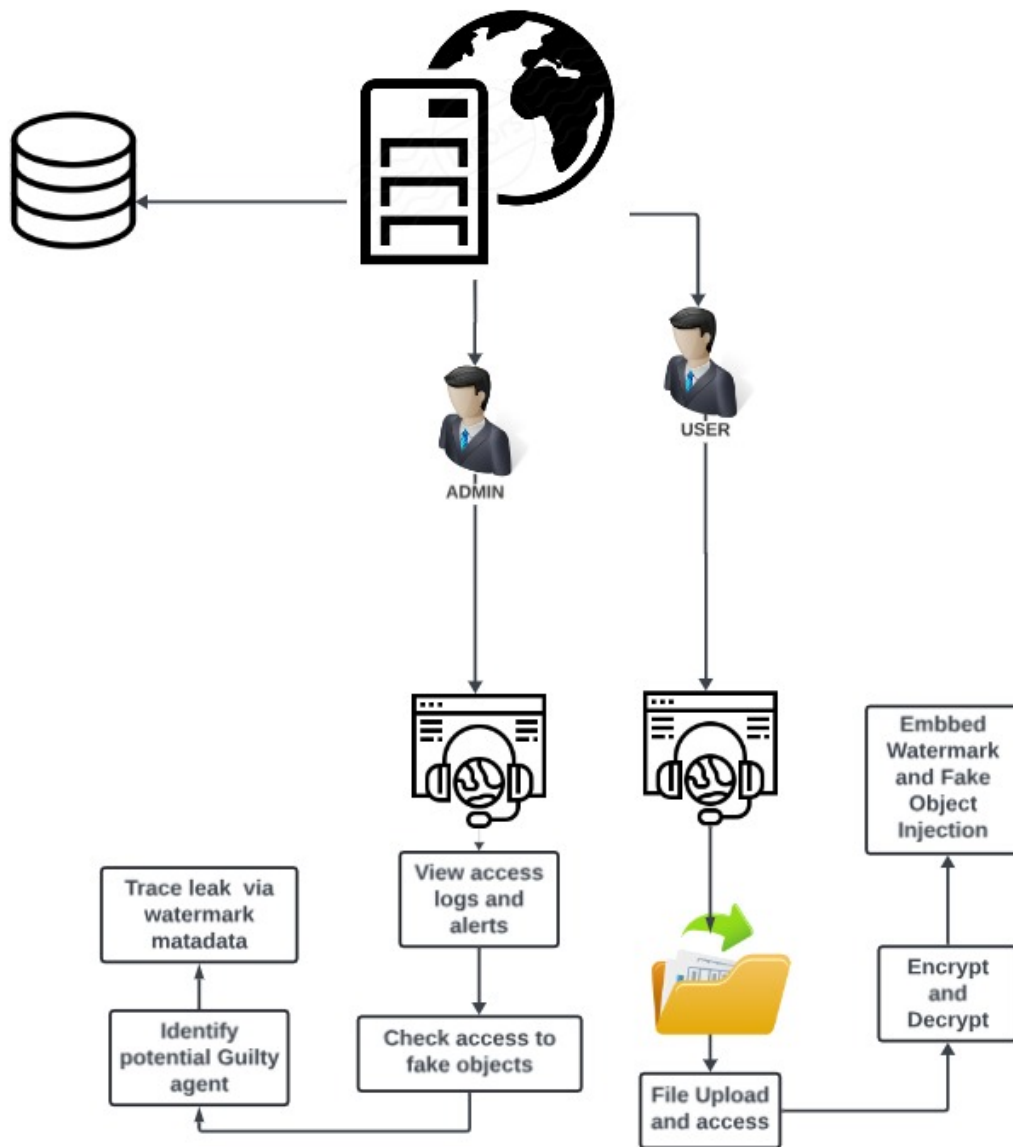 USER
ADMIN
View access
logs and
alerts
Check access to
fake objects
Identify
potential Guilty
agent
Trace leak via
watermark
matadata
File Upload
and access
Encrypt
and
Decrypt
Embbed
Watermark
and Fake
Object
Injection